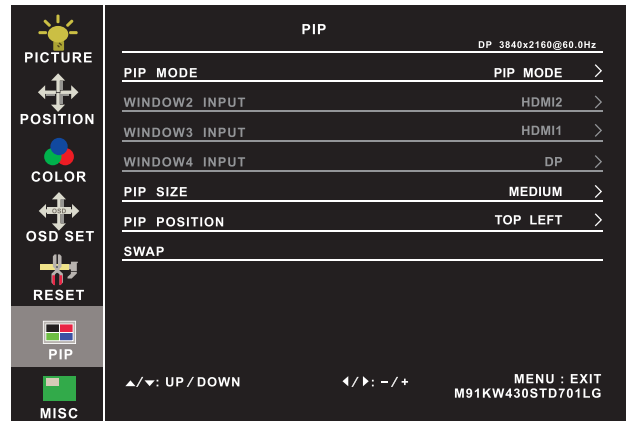 PICTURE
POSITION
COLOR
OSD
OSD SET
RESET
PIP
MISC
PIP
DP 3840x2160@60.0Hz
PIP MODE PIP MODE
WINDOW2 INPUT HDMI2
WINDOW3 INPUT HDMI1
WINDOW4 INPUT DP
PIP SIZE MEDIUM
PIP POSITION TOP LEFT
SWAP
▲/▼: UP / DOWN ◀/▶: – / + MENU : EXIT
M91KW430STD701LG